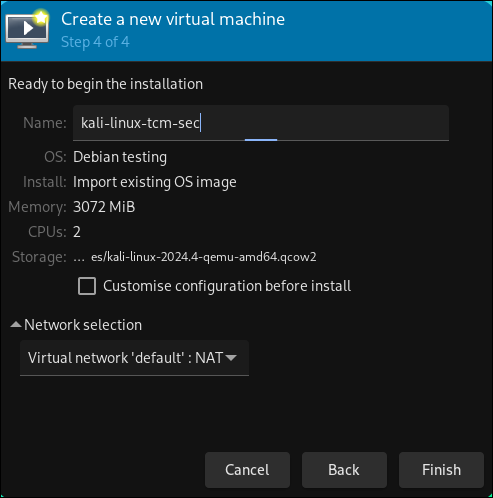 Create a new virtual machine
Step 4 of 4
Ready to begin the installation
Name: kali-linux-tcm-sec
OS: Debian testing
Install: Import existing OS image
Memory: 3072 MiB
CPUs: 2
Storage: ... es/kali-linux-2024.4-qemu-amd64.qcow2
Customise configuration before install
Network selection
Virtual network 'default' : NAT
Cancel Back Finish